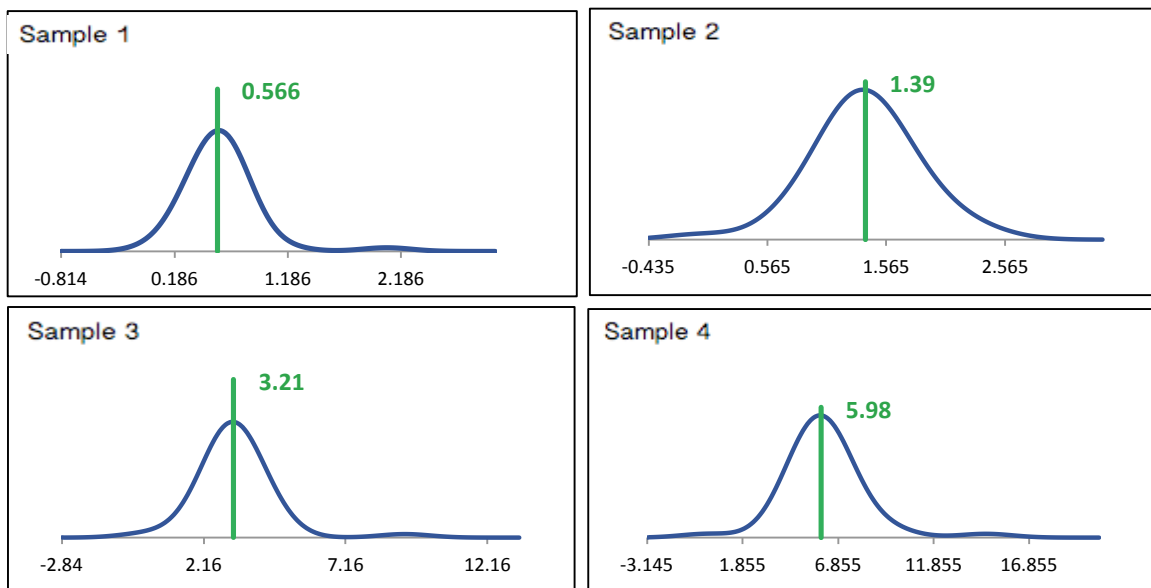 Sample 1
0.566
-0.814 0.186 1.186 2.186
Sample 2
1.39
-0.435 0.565 1.565 2.565
Sample 3
3.21
-2.84 2.16 7.16 12.16
Sample 4
5.98
-3.145 1.855 6.855 11.855 16.855